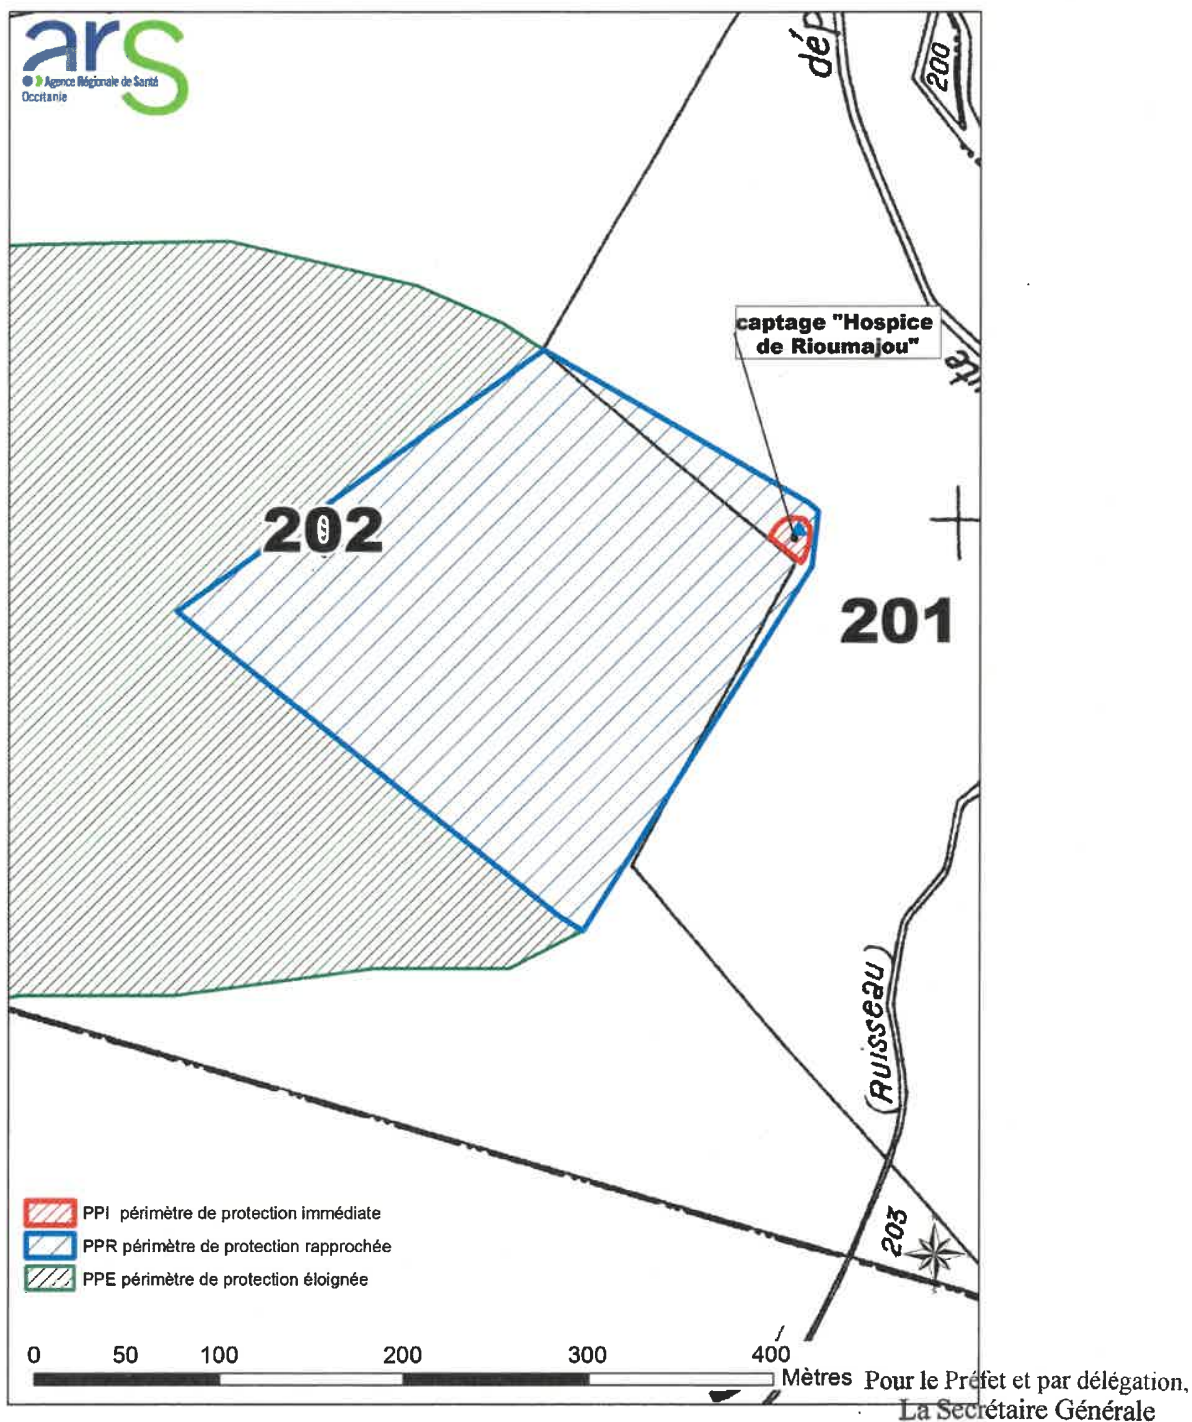 ars
Agence Régionale de Santé
Occitanie
dép
200
captage "Hospice
de Rioumajou"
ite
202
201
(Ruisseau)
203
PPI périmètre de protection immédiate
PPR périmètre de protection rapprochée
PPE périmètre de protection éloignée
0 50 100 200 300 400
Mètres
Pour le Préfet et par délégation,
La Secrétaire Générale